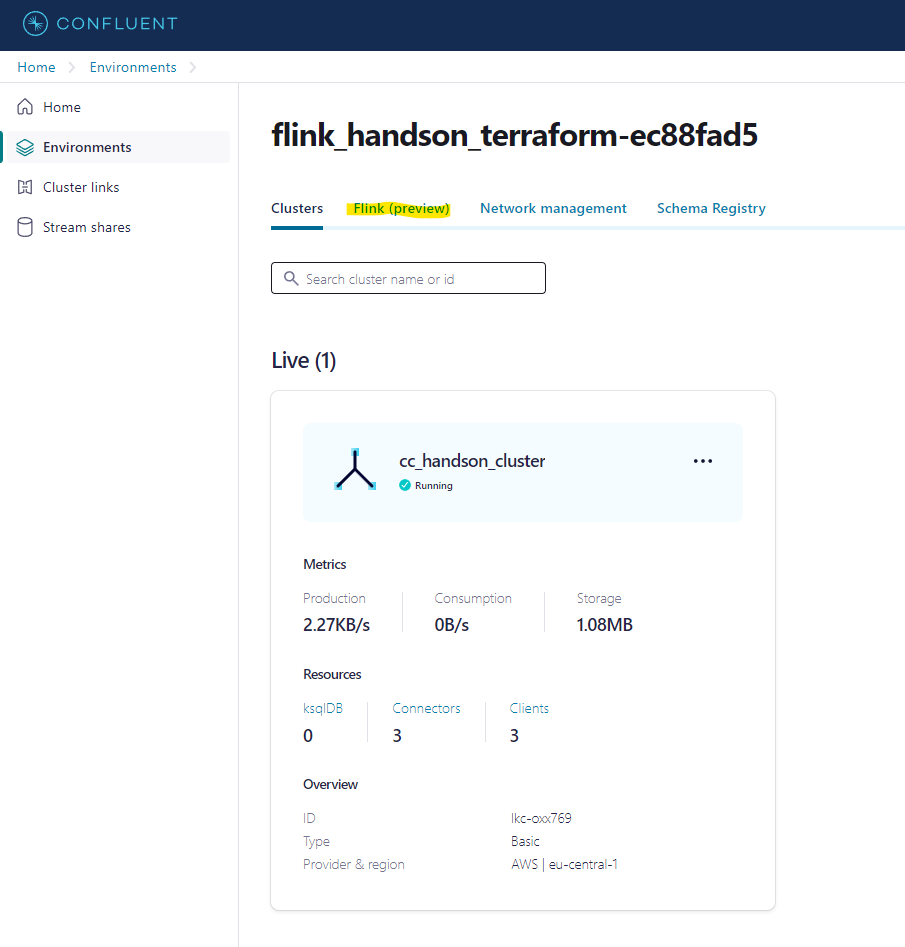 CONFLUENT
Home Environments
Home
Environments
Cluster links
Stream shares
flink_handson_terraform-ec88fad5
Clusters Flink (preview) Network management Schema Registry
Search cluster name or id
Live (1)
cc_handson_cluster
Running
Metrics
Production Consumption Storage
2.27KB/s 0B/s 1.08MB
Resources
ksqlDB Connectors Clients
0 3 3
Overview
ID lkc-oxx769
Type Basic
Provider & region AWS | eu-central-1